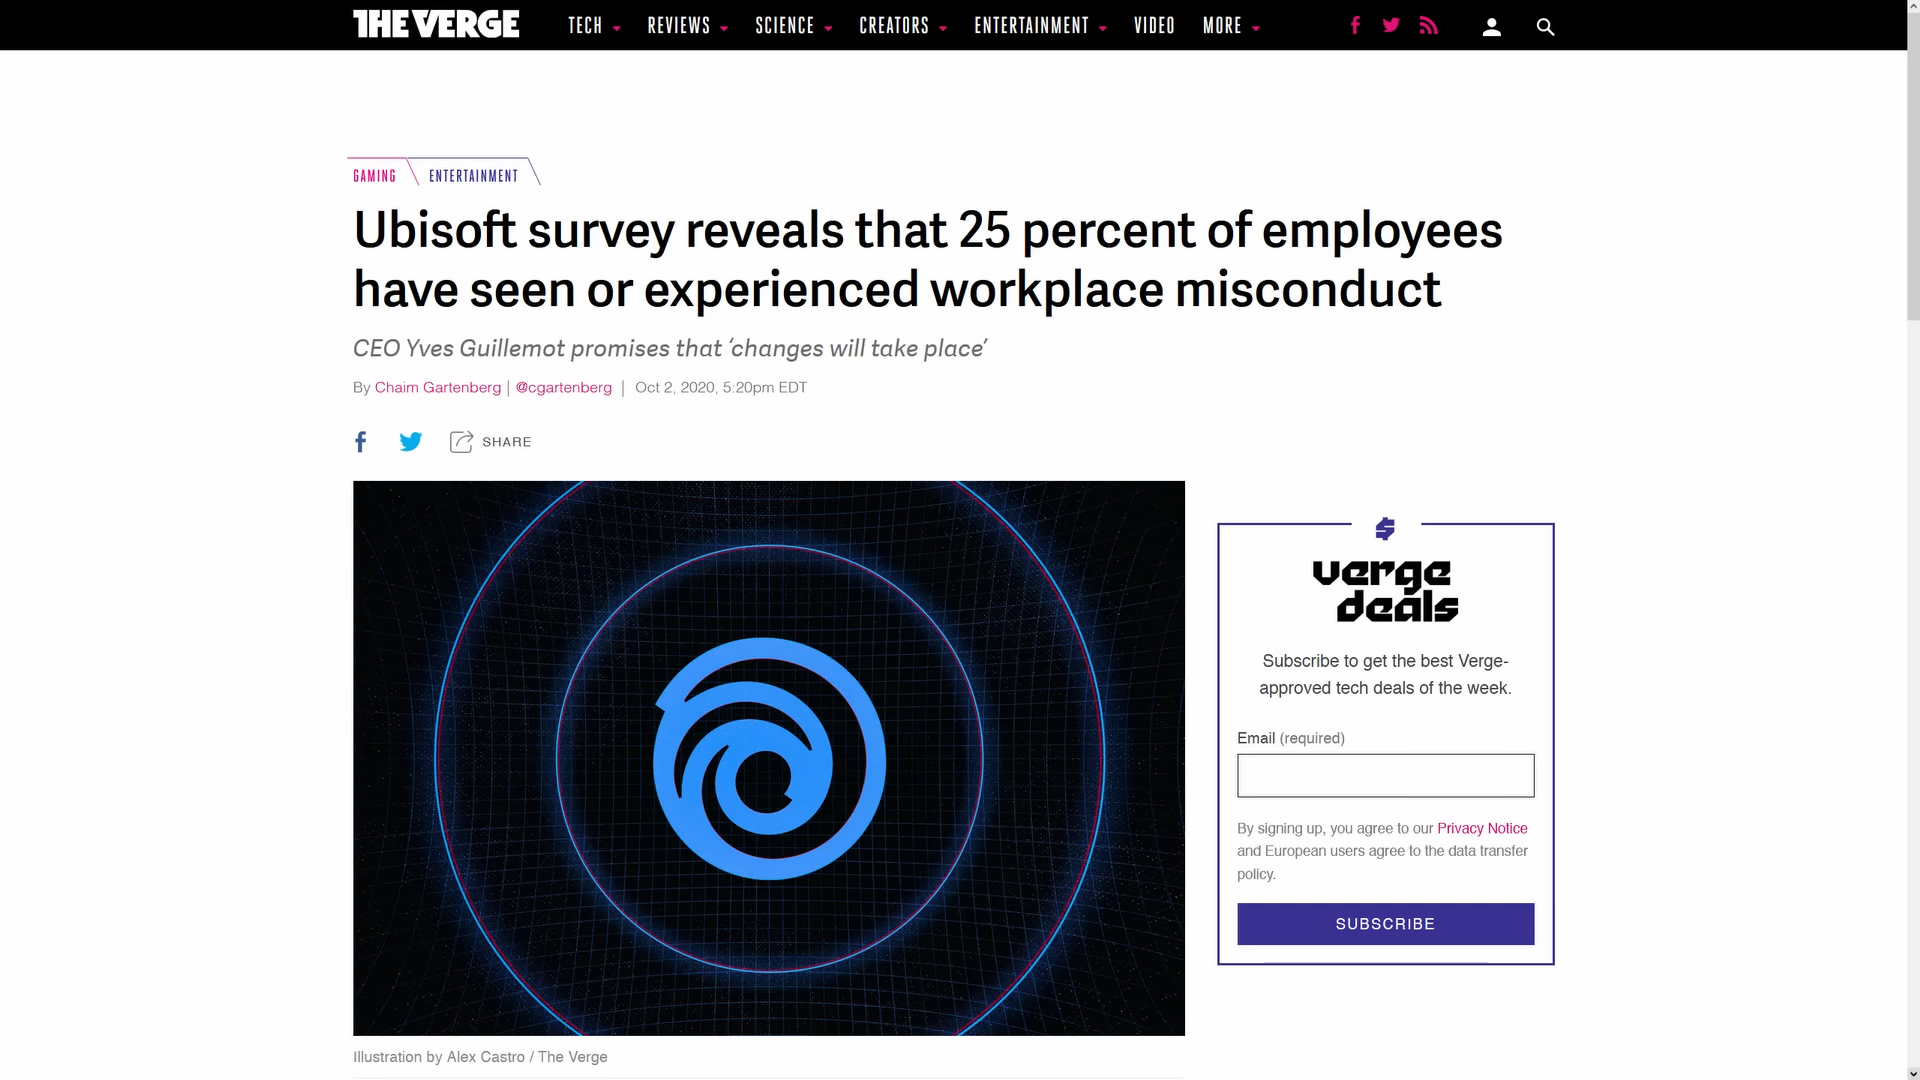 THE VERGE
TECH REVIEWS SCIENCE CREATORS ENTERTAINMENT VIDEO MORE
GAMING ENTERTAINMENT
Ubisoft survey reveals that 25 percent of employees
have seen or experienced workplace misconduct
CEO Yves Guillemot promises that ‘changes will take place’
By Chaim Gartenberg | @cgartenberg | Oct 2, 2020, 5:20pm EDT
SHARE
verge
deals
Subscribe to get the best Verge-
approved tech deals of the week.
Email (required)
By signing up, you agree to our Privacy Notice
and European users agree to the data transfer
policy.
SUBSCRIBE
Illustration by Alex Castro / The Verge